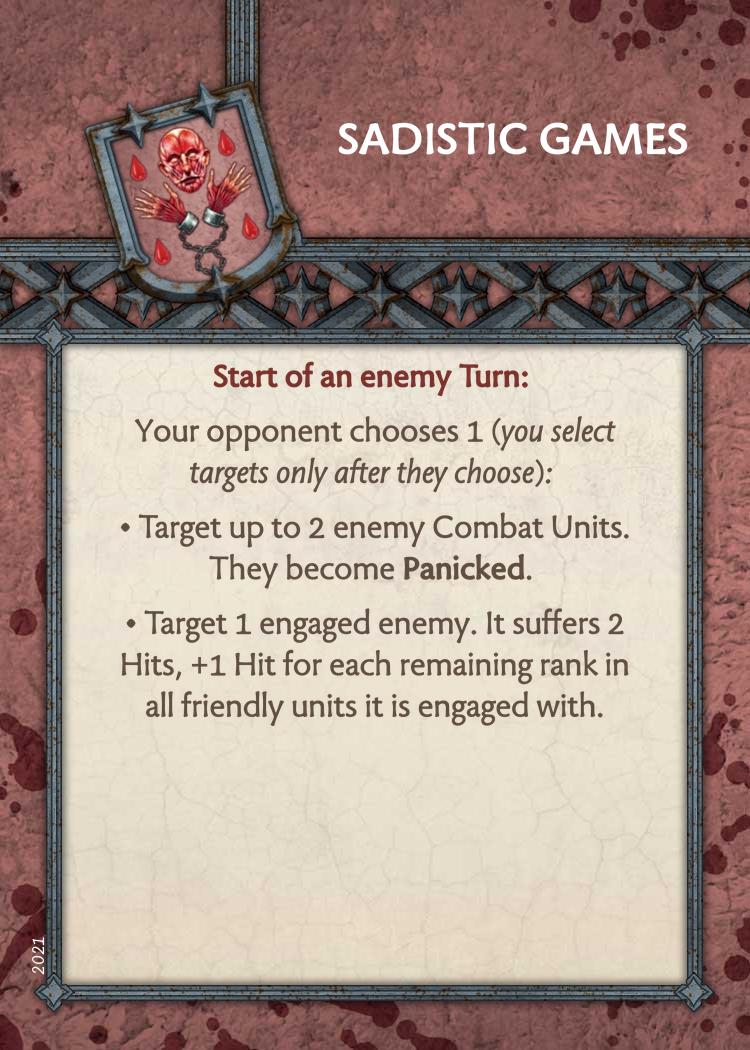 SADISTIC GAMES
Start of an enemy Turn:
Your opponent chooses 1 (you select
targets only after they choose):
• Target up to 2 enemy Combat Units.
They become Panicked.
• Target 1 engaged enemy. It suffers 2
Hits, +1 Hit for each remaining rank in
all friendly units it is engaged with.
2021